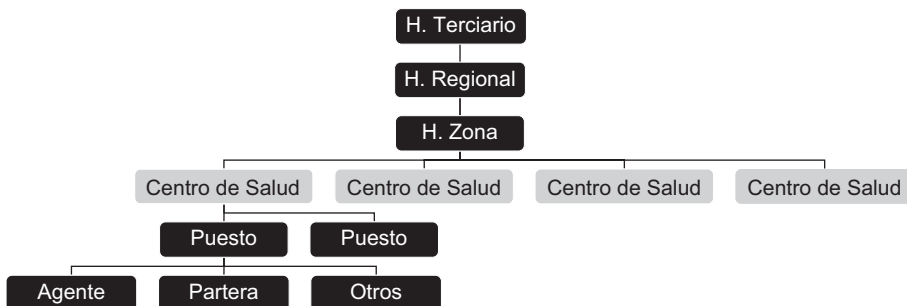 H. Terciario
H. Regional
H. Zona
Centro de Salud Centro de Salud Centro de Salud Centro de Salud
Puesto Puesto
Agente Partera Otros